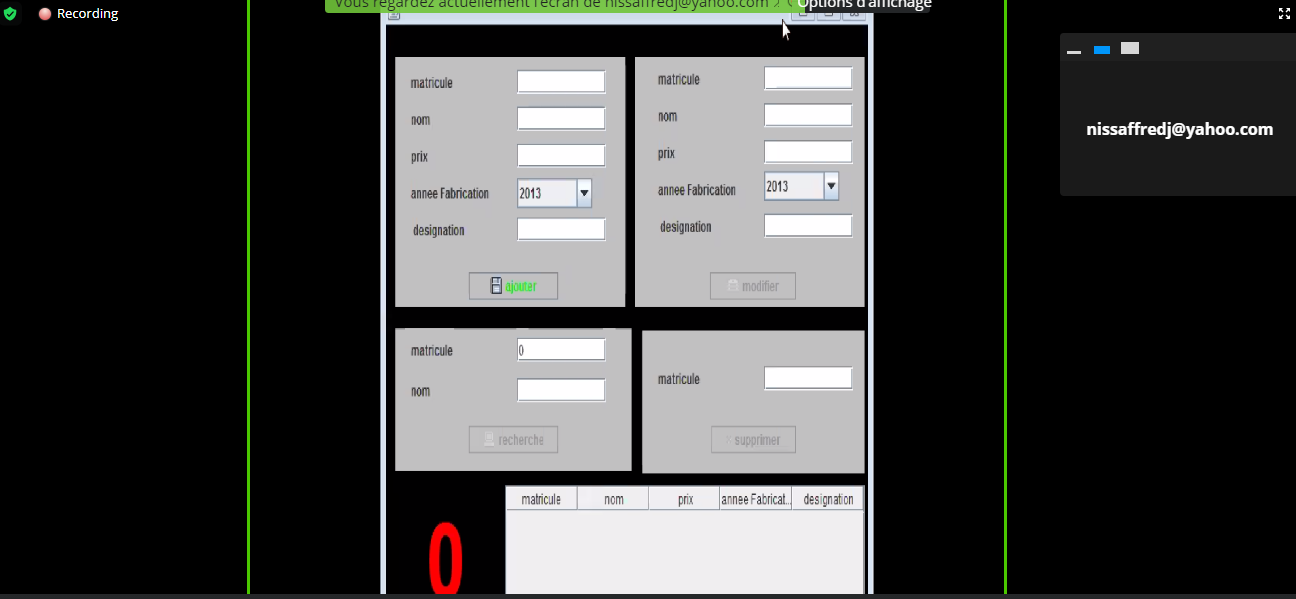 Recording
Vous regardez actuellement l'écran de nissaffredj@yahoo.com
Options d'affichage
nissaffredj@yahoo.com
matricule
nom
prix
annee Fabrication 2013
designation
ajouter
matricule
nom
prix
annee Fabrication 2013
designation
modifier
matricule 0
nom
recherche
matricule
supprimer
matricule nom prix annee Fabricat... designation
0